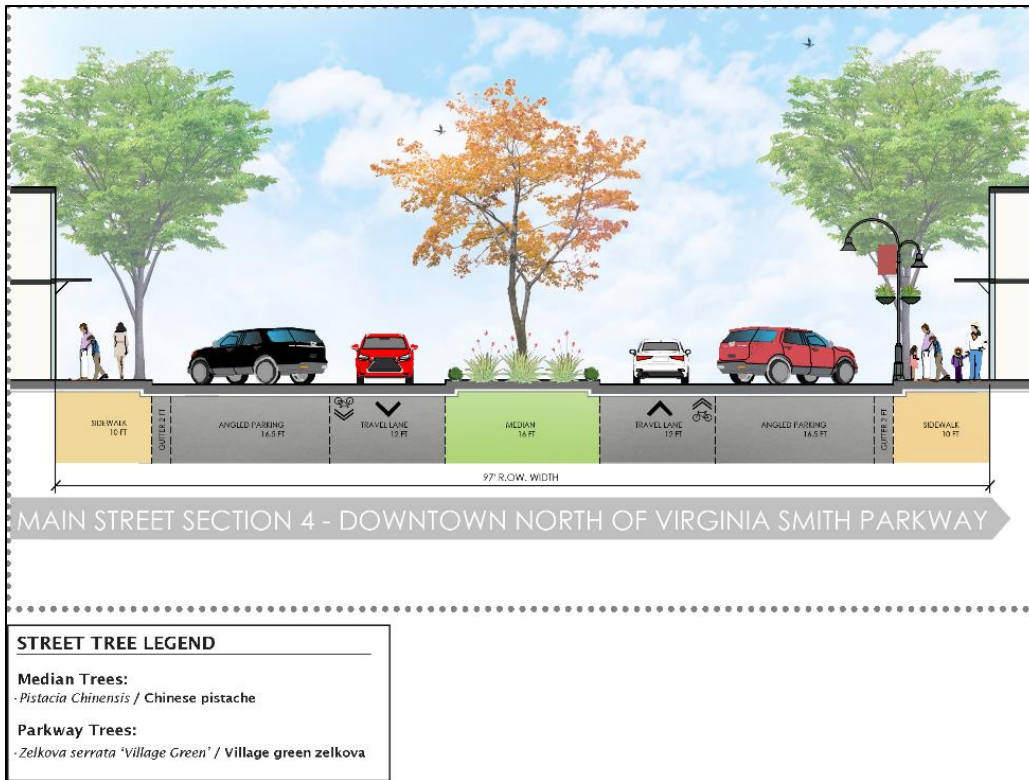 SIDEWALK
10 FT
GUTTER 2 FT
ANGLED PARKING
16.5 FT
TRAVEL LANE
12 FT
MEDIAN
16 FT
TRAVEL LANE
12 FT
ANGLED PARKING
16.5 FT
GUTTER 2 FT
SIDEWALK
10 FT
97' R.O.W. WIDTH
MAIN STREET SECTION 4 - DOWNTOWN NORTH OF VIRGINIA SMITH PARKWAY
STREET TREE LEGEND
Median Trees:
-Pistacia Chinensis / Chinese pistache
Parkway Trees:
-Zelkova serrata 'Village Green' / Village green zelkova